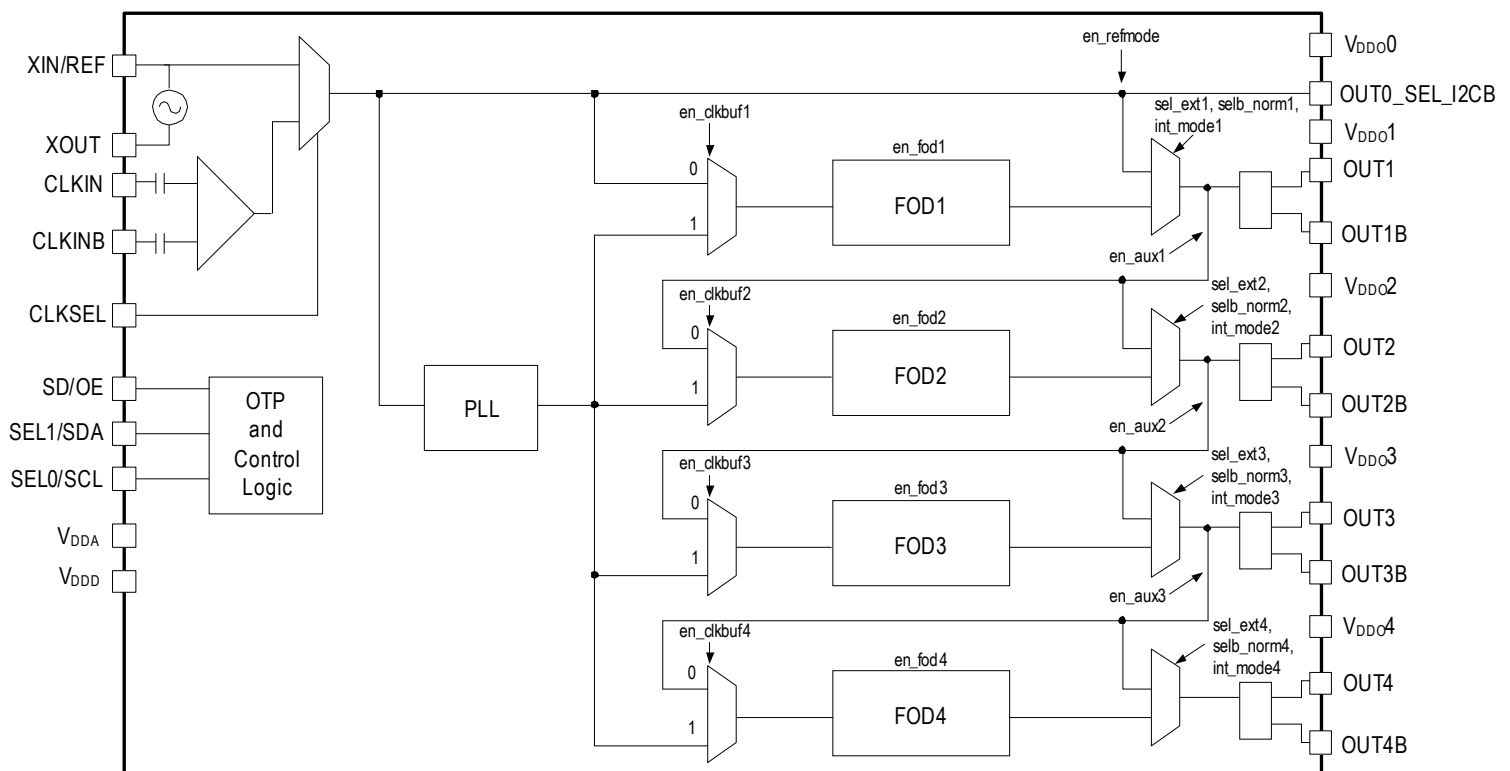 en_refmode
VDDO0
XIN/REF
OUT0_SEL_I2CB
sel_ext1, selb_norm1,
int_mode1
en_clkbuf1
VDDO1
XOUT
en_fod1
0
OUT1
CLKIN
FOD1
1
OUT1B
CLKINB
en_aux1
VDDO2
sel_ext2,
selb_norm2,
int_mode2
en_clkbuf2
CLKSEL
en_fod2
0
OUT2
FOD2
SD/OE
1
PLL
OUT2B
OTP
and
Control
Logic
SEL1/SDA
en_aux2
VDDO3
sel_ext3,
selb_norm3,
int_mode3
en_clkbuf3
SEL0/SCL
en_fod3
0
OUT3
VDDA
FOD3
1
VDDD
OUT3B
en_aux3
VDDO4
sel_ext4,
selb_norm4,
int_mode4
en_clkbuf4
en_fod4
0
OUT4
FOD4
1
OUT4B